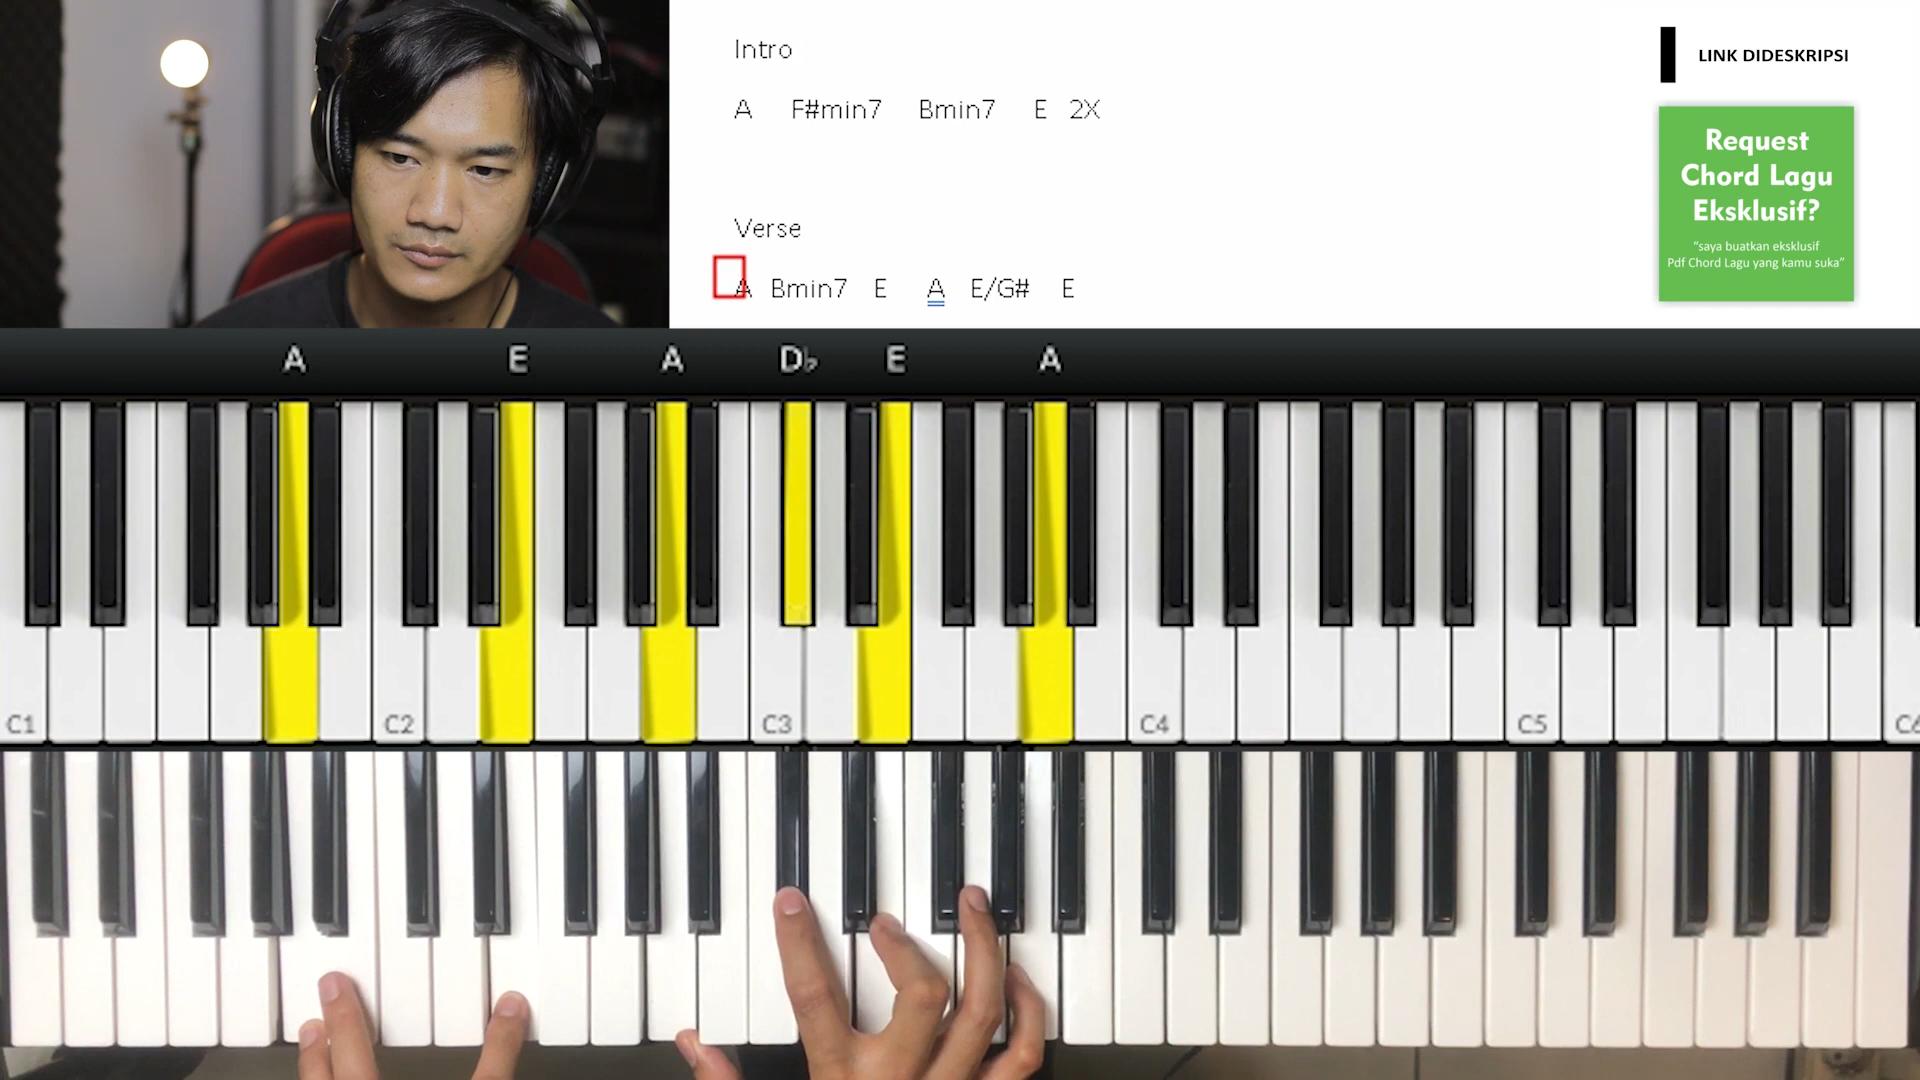 Intro
A F#min7 Bmin7 E 2X
Verse
A Bmin7 E A E/G# E
LINK DIDESKRIPSI
Request
Chord Lagu
Eksklusif?
"saya buatkan eksklusif
Pdf Chord Lagu yang kamu suka"
A E A D♭ E A
C1 C2 C3 C4 C5 C6